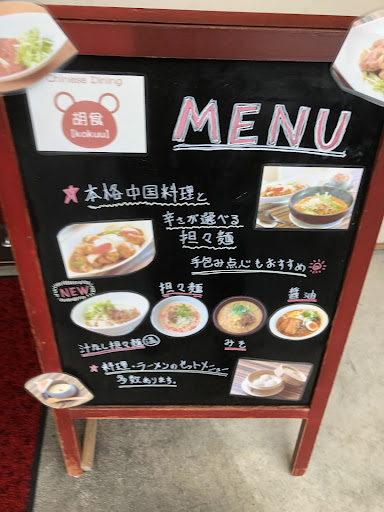 Chinese Dining
胡食
【kokuu】
MENU
★本格中国料理と
辛さが選べる
担々麺
手包み点心もおすすめ
NEW
担々麺
醤油
汁なし担々麺
みそ
★料理・ラーメンのセットメニュー
多数あります。